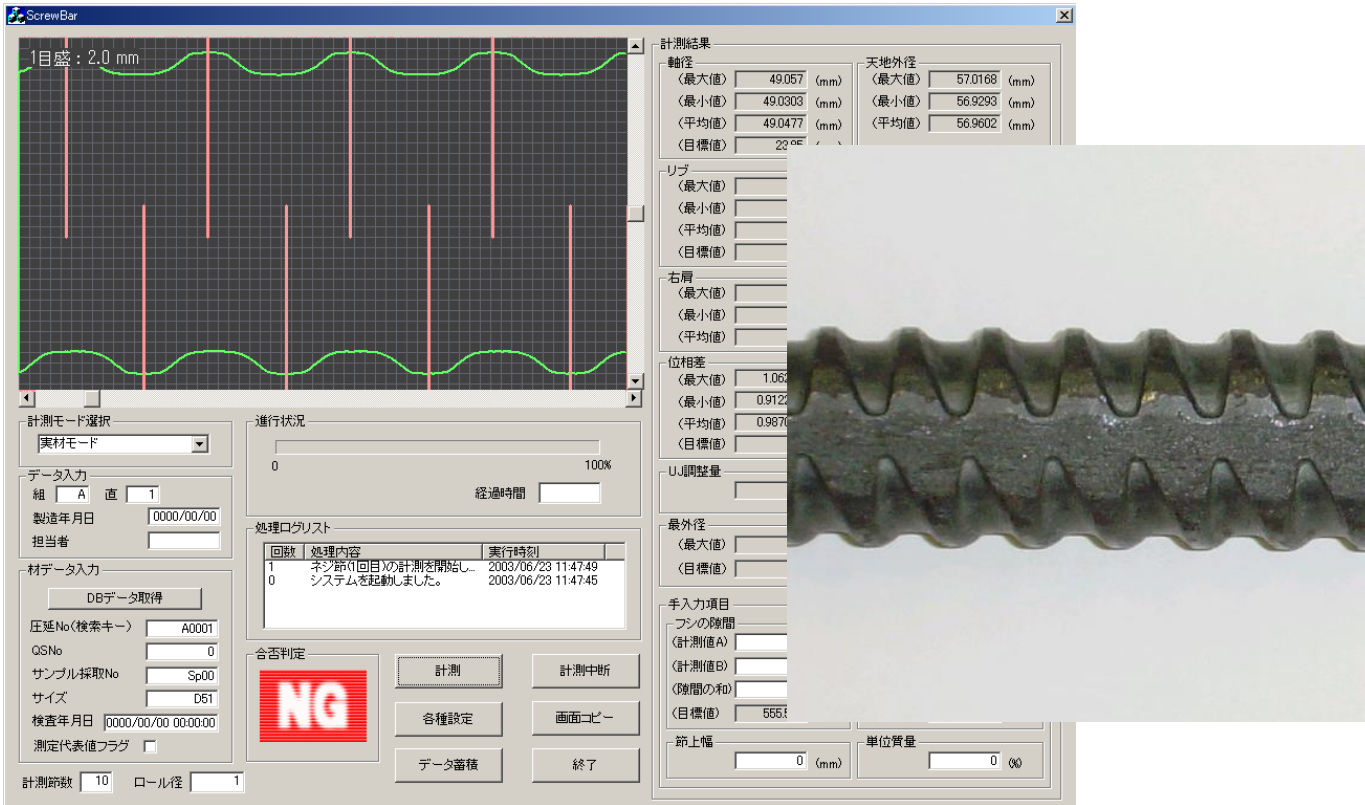 ScrewBar
1目盛：2.0 mm
計測結果
軸径
(最大値) 49.057 (mm)
(最小値) 49.0303 (mm)
(平均値) 49.0477 (mm)
(目標値)
天地外径
(最大値) 57.0168 (mm)
(最小値) 56.9293 (mm)
(平均値) 56.9602 (mm)
リブ
(最大値)
(最小値)
(平均値)
(目標値)
右肩
(最大値)
(最小値)
(平均値)
位相差
(最大値) 1.062
(最小値) 0.9122
(平均値) 0.9870
(目標値)
UJ調整量
最外径
(最大値)
(目標値)
手入力項目
フシの隙間
(計測値A)
(計測値B)
(隙間の和)
(目標値) 555.5
節上幅
0 (mm)
単位質量
0 (%)
計測モード選択
実材モード
データ入力
組 A 直 1
製造年月日 0000/00/00
担当者
材データ入力
DBデータ取得
圧延No(検索キー) A0001
QSNo 0
サンプル採取No Sp00
サイズ D51
検査年月日 0000/00/00 00:00:00
測定代表値フラグ
計測節数 10 ロール径 1
進行状況
0 100%
経過時間
処理ログリスト
回数 処理内容 実行時刻
1 ネジ節(1回目)の計測を開始し... 2003/06/23 11:47:49
0 システムを起動しました。 2003/06/23 11:47:45
合否判定
NG
計測 計測中断
各種設定 画面コピー
データ蓄積 終了